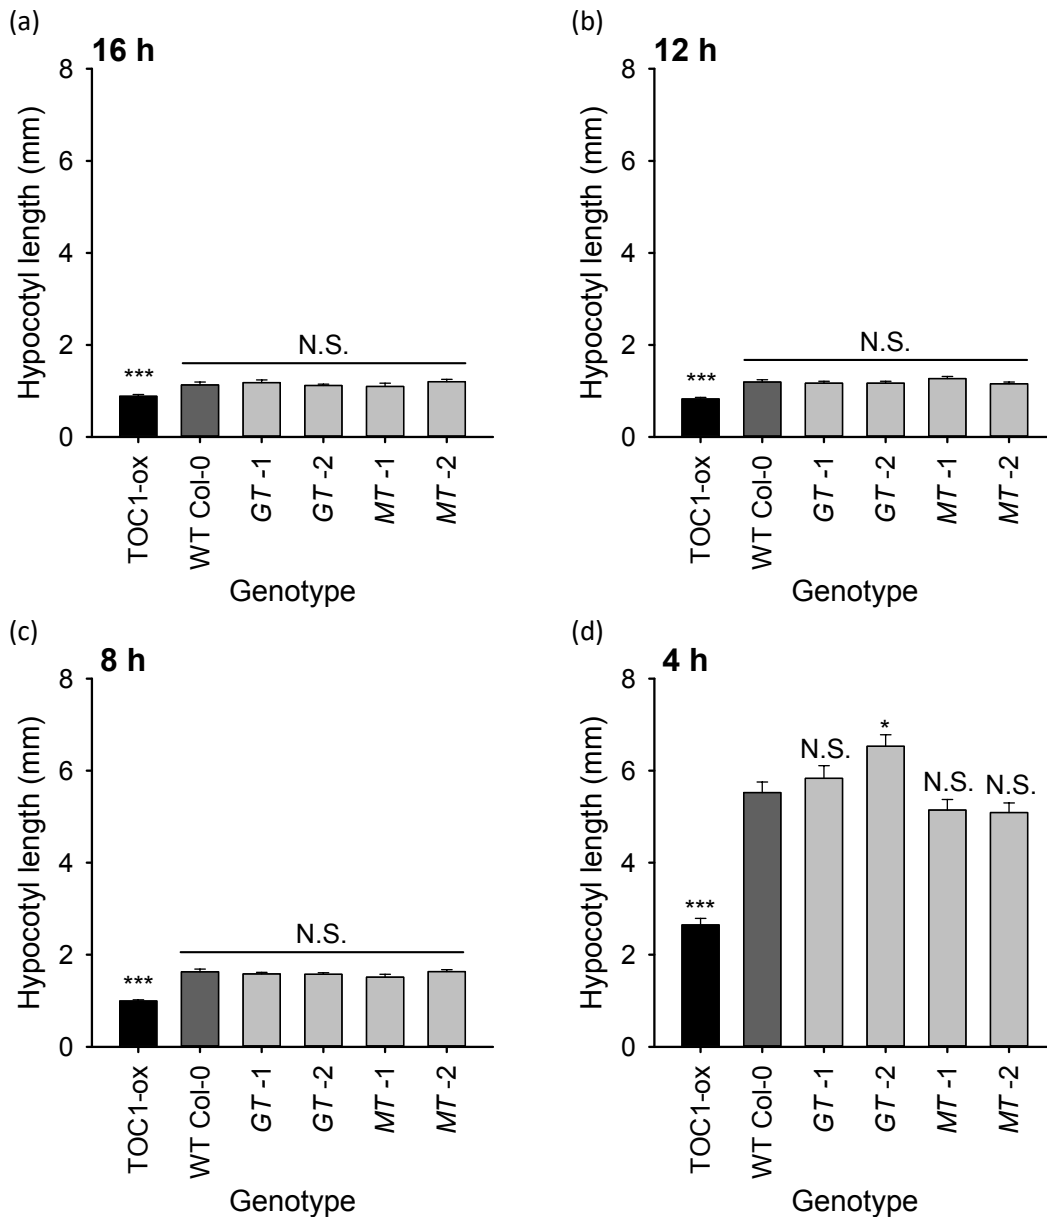 (a)
16 h
Hypocotyl length (mm)
8
6
4
2
0
***
N.S.
TOC1-ox
WT Col-0
GT -1
GT -2
MT -1
MT -2
Genotype
(b)
12 h
Hypocotyl length (mm)
8
6
4
2
0
***
N.S.
TOC1-ox
WT Col-0
GT -1
GT -2
MT -1
MT -2
Genotype
(c)
8 h
Hypocotyl length (mm)
8
6
4
2
0
***
N.S.
TOC1-ox
WT Col-0
GT -1
GT -2
MT -1
MT -2
Genotype
(d)
4 h
Hypocotyl length (mm)
8
6
4
2
0
***
N.S.
*
N.S.
N.S.
TOC1-ox
WT Col-0
GT -1
GT -2
MT -1
MT -2
Genotype